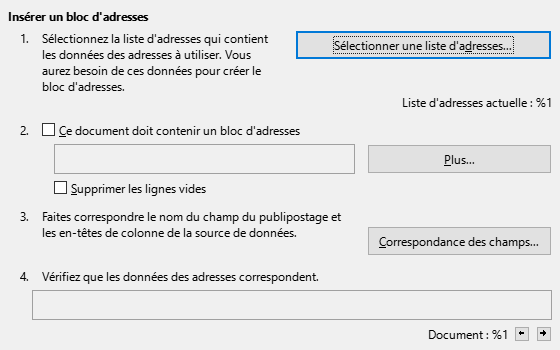 Insérer un bloc d'adresses
1. Sélectionnez la liste d'adresses qui contient
les données des adresses à utiliser. Vous
aurez besoin de ces données pour créer le
bloc d'adresses.
Sélectionner une liste d'adresses...
Liste d'adresses actuelle : %1
2. Ce document doit contenir un bloc d'adresses
Plus...
Supprimer les lignes vides
3. Faites correspondre le nom du champ du publipostage et
les en-têtes de colonne de la source de données.
Correspondance des champs...
4. Vérifiez que les données des adresses correspondent.
Document : %1